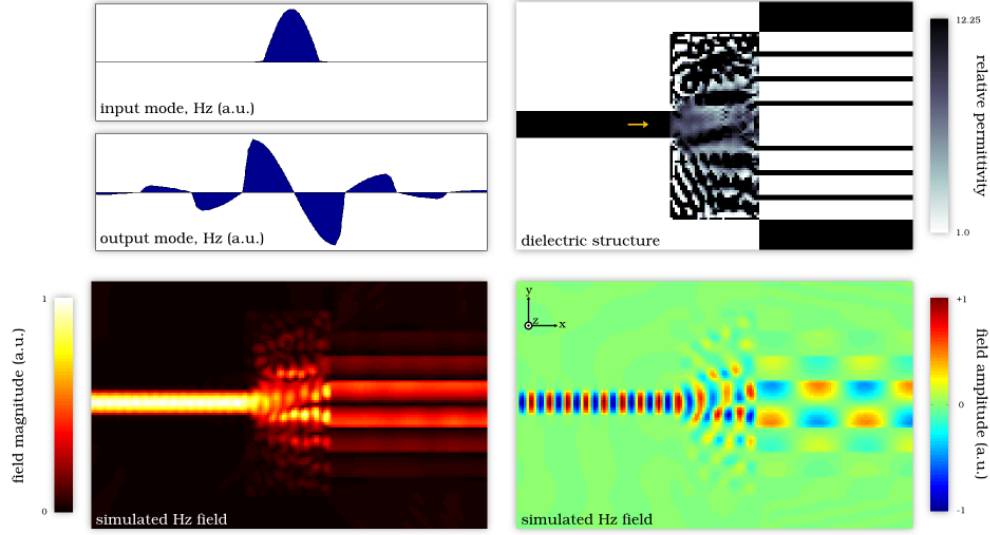 input mode, Hz (a.u.)
output mode, Hz (a.u.)
dielectric structure
12.25
relative permittivity
1.0
field magnitude (a.u.)
1
0
simulated Hz field
y
z
x
simulated Hz field
+1
0
-1
field amplitude (a.u.)